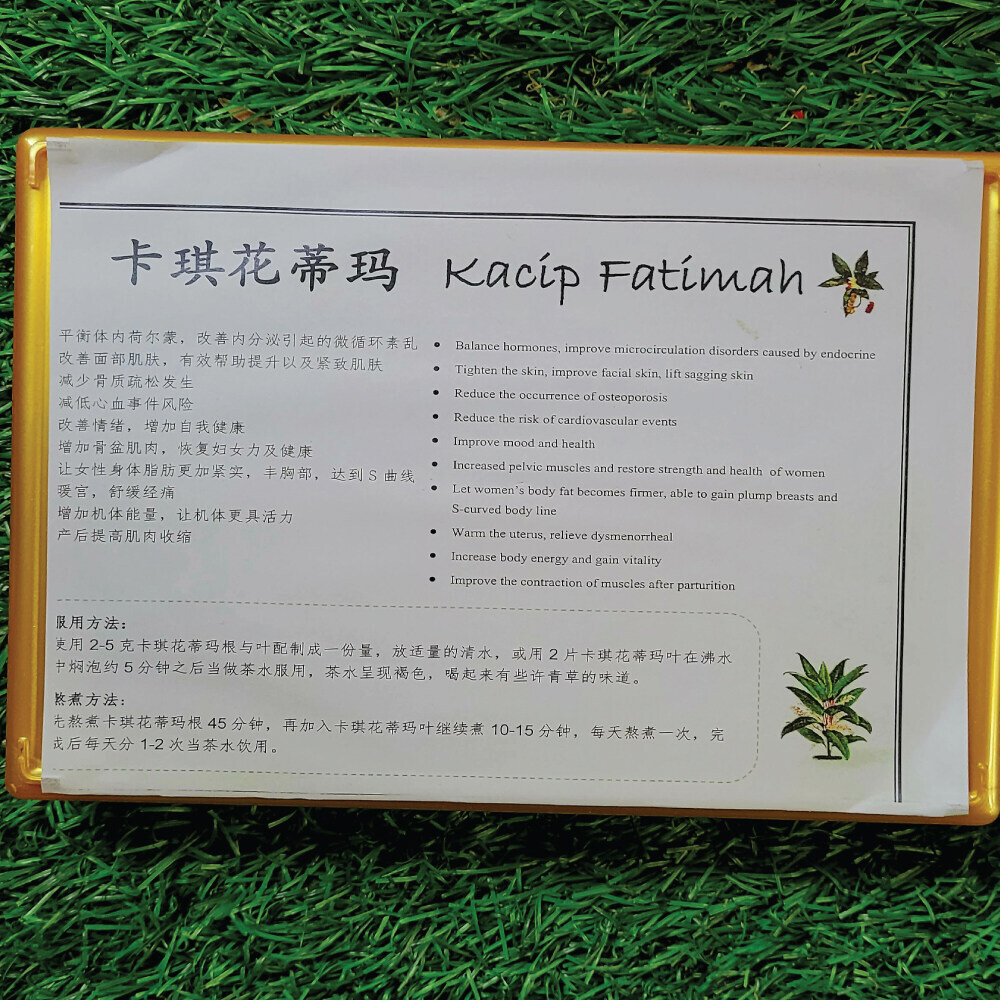 卡琪花蒂玛 Kacip Fatimah
平衡体内荷尔蒙，改善内分泌引起的微循环紊乱
改善面部肌肤，有效帮助提升以及紧致肌肤
减少骨质疏松发生
减低心血事件风险
改善情绪，增加自我健康
增加骨盆肌肉，恢复妇女力及健康
让女性身体脂肪更加紧实，丰胸部，达到 S 曲线
暖宫，舒缓经痛
增加机体能量，让机体更具活力
产后提高肌肉收缩
• Balance hormones, improve microcirculation disorders caused by endocrine
• Tighten the skin, improve facial skin, lift sagging skin
• Reduce the occurrence of osteoporosis
• Reduce the risk of cardiovascular events
• Improve mood and health
• Increased pelvic muscles and restore strength and health of women
• Let women's body fat becomes firmer, able to gain plump breasts and
S-curved body line
• Warm the uterus, relieve dysmenorrheal
• Increase body energy and gain vitality
• Improve the contraction of muscles after parturition
服用方法：
使用 2-5 克卡琪花蒂玛根与叶配制成一份量，放适量的清水，或用 2 片卡琪花蒂玛叶在沸水
中焖泡约 5 分钟之后当做茶水服用，茶水呈现褐色，喝起来有些许青草的味道。
熬煮方法：
先熬煮卡琪花蒂玛根 45 分钟，再加入卡琪花蒂玛叶继续煮 10-15 分钟，每天熬煮一次，完
成后每天分 1-2 次当茶水饮用。